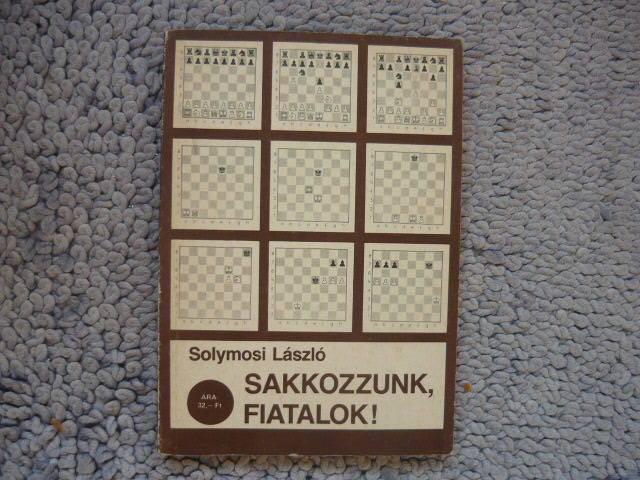 Solymosi László
SAKKOZZUNK,
FIATALOK!
ÁRA
32,— Ft